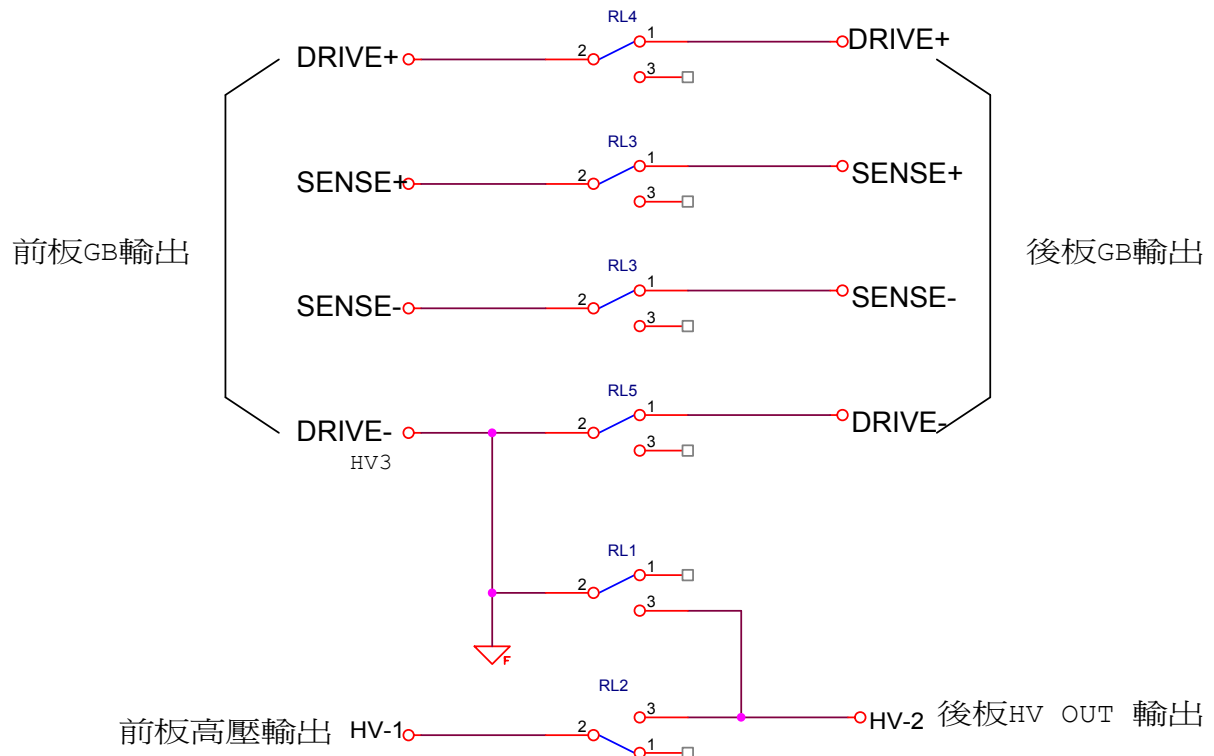 RL4
DRIVE+ 2 1 DRIVE+
3
RL3
SENSE+ 2 1 SENSE+
3
前板GB輸出 後板GB輸出
RL3
SENSE- 2 1 SENSE-
3
RL5
DRIVE- 2 1 DRIVE-
HV3 3
RL1
2 1
3
F
RL2
3
前板高壓輸出 HV-1 2 HV-2 後板HV OUT 輸出
1